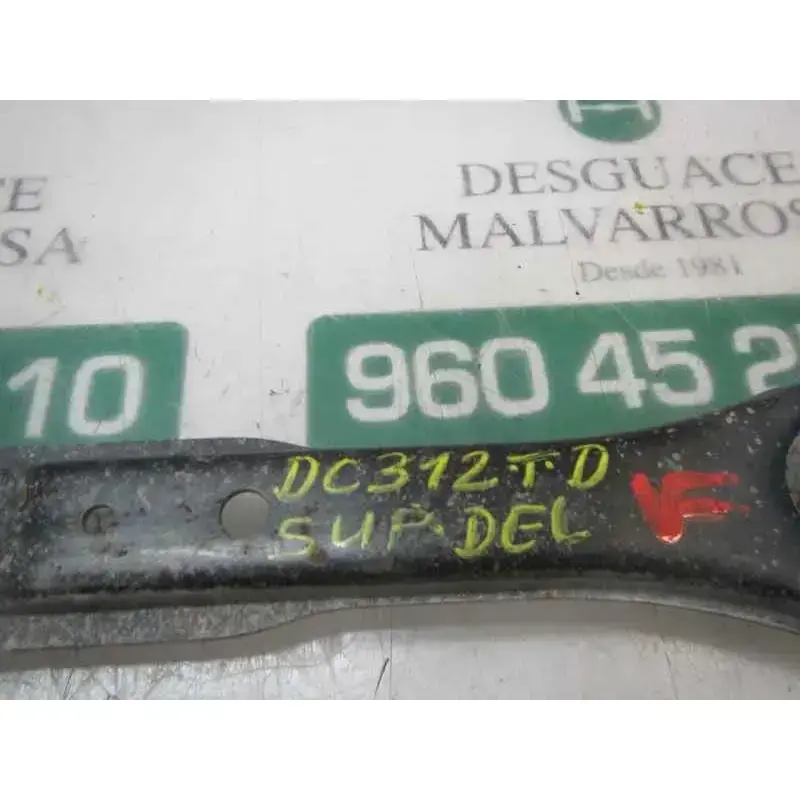 DESGUACE
MALVARROS
Desde 1981
TE
SA
10
960 45 2
DC312TD
SUP DEL
VF